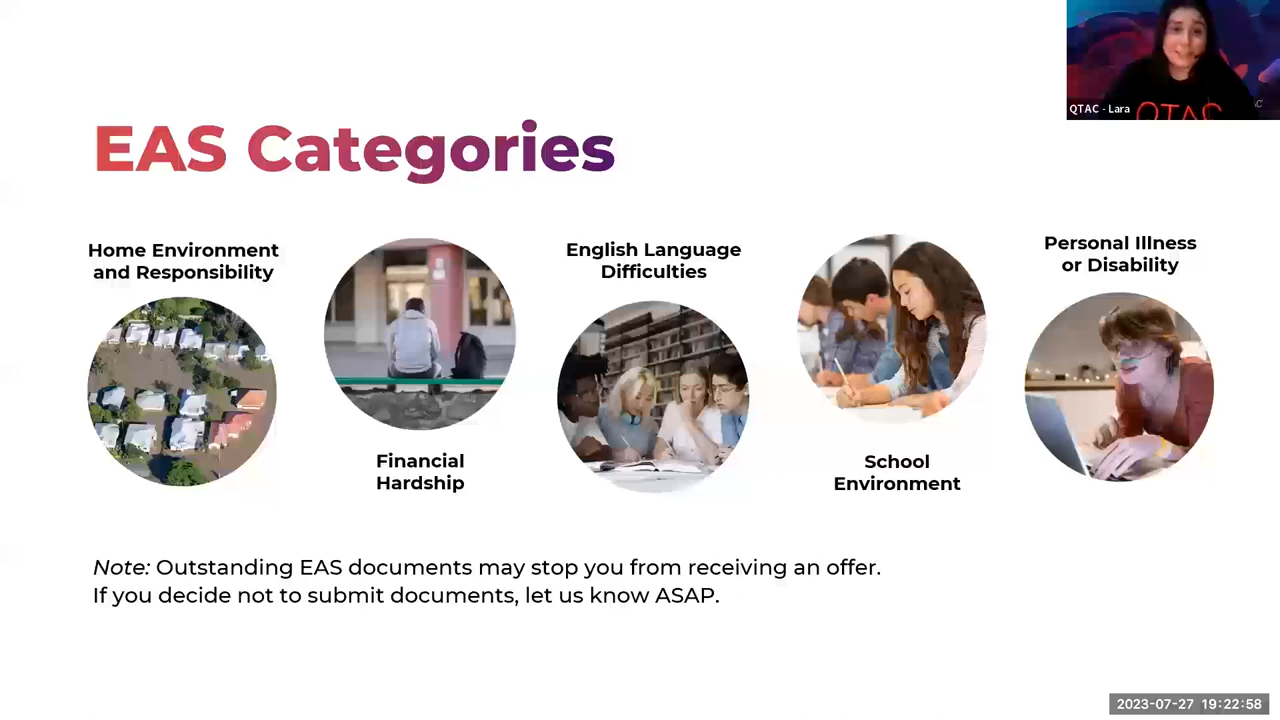 QTAC - Lara
QTAC
EAS Categories
Home Environment
and Responsibility
Financial
Hardship
English Language
Difficulties
School
Environment
Personal Illness
or Disability
Note: Outstanding EAS documents may stop you from receiving an offer.
If you decide not to submit documents, let us know ASAP.
2023-07-27 19:22:58